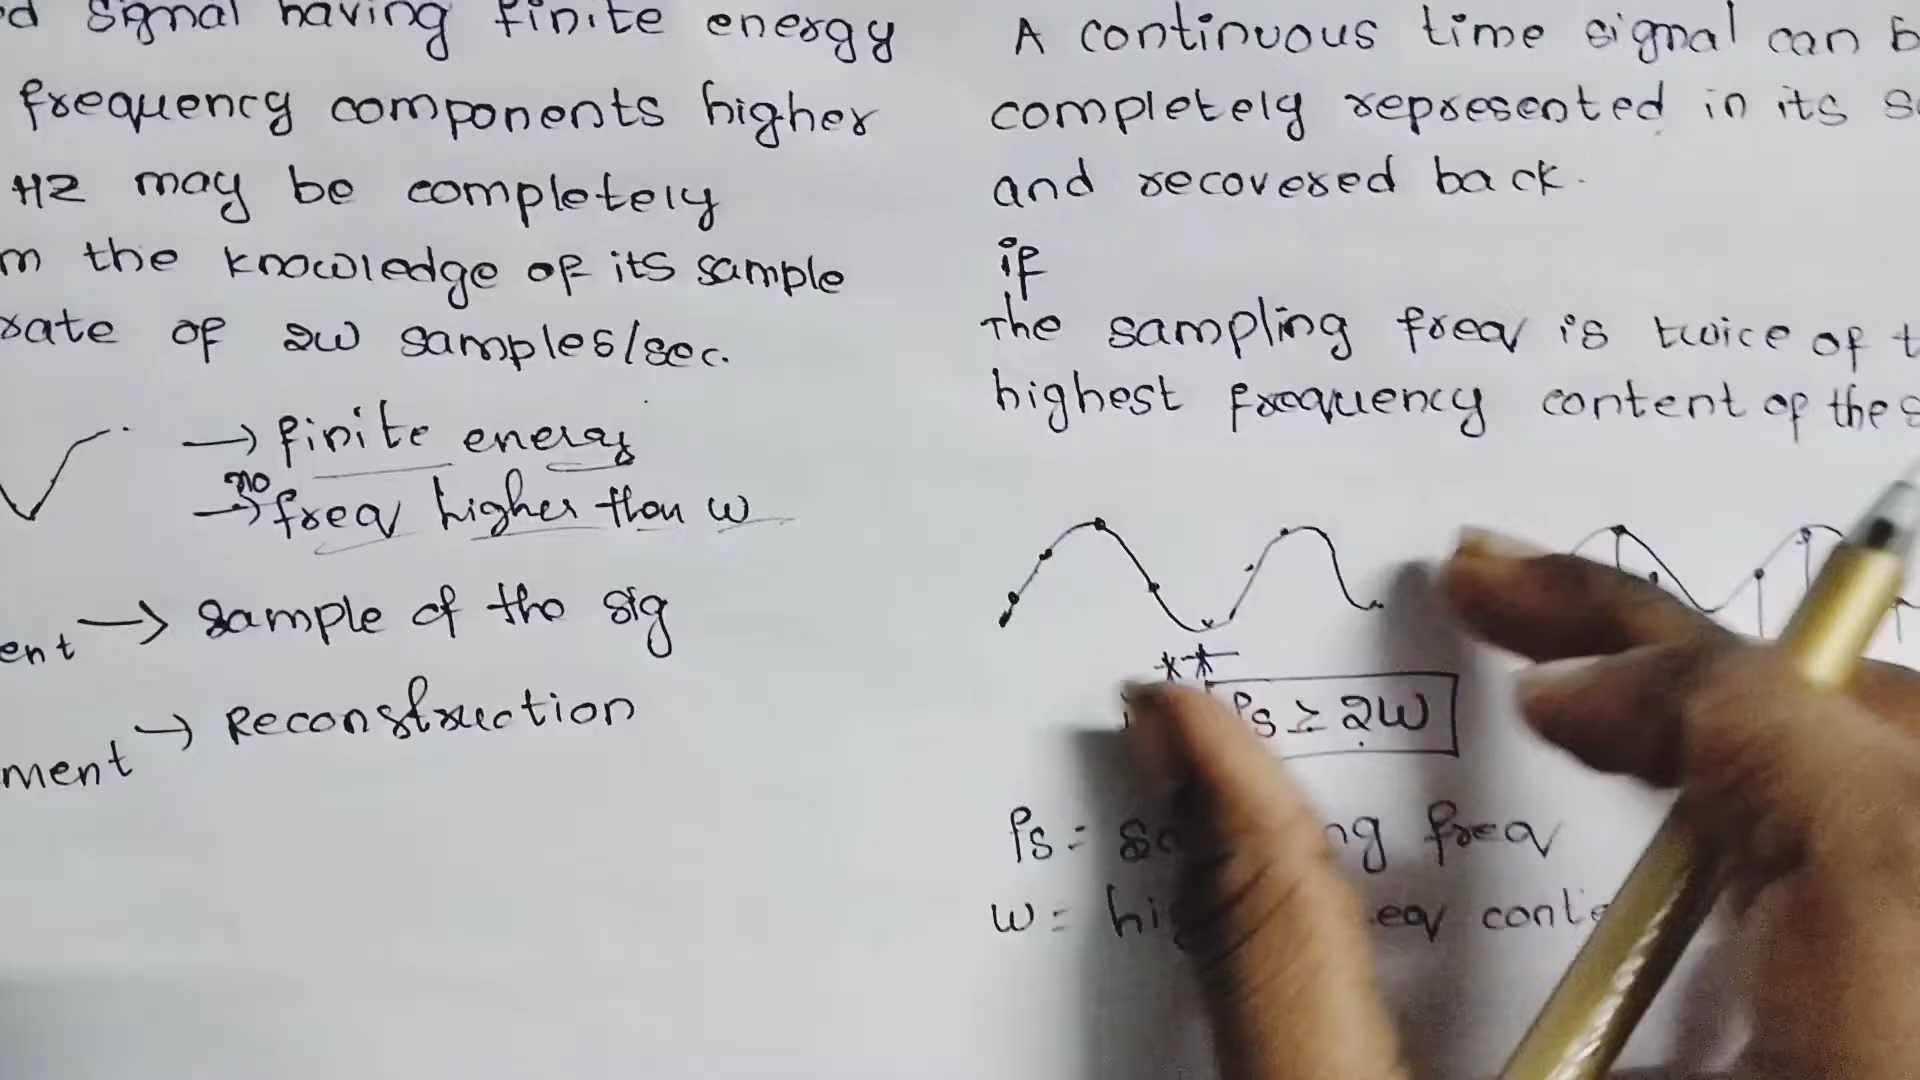 signal having finite energy
frequency components higher
HZ may be completely
the knowledge of its sample
rate of 2W samples/sec.
→ finite energy
→ no freq higher than w
→ sample of the sig
→ Reconstruction
A continuous time signal can
completely represented in its
and recovered back.
if
The sampling freq is twice of
highest frequency content of the
fs ≥ 2W
fs = freq
w =